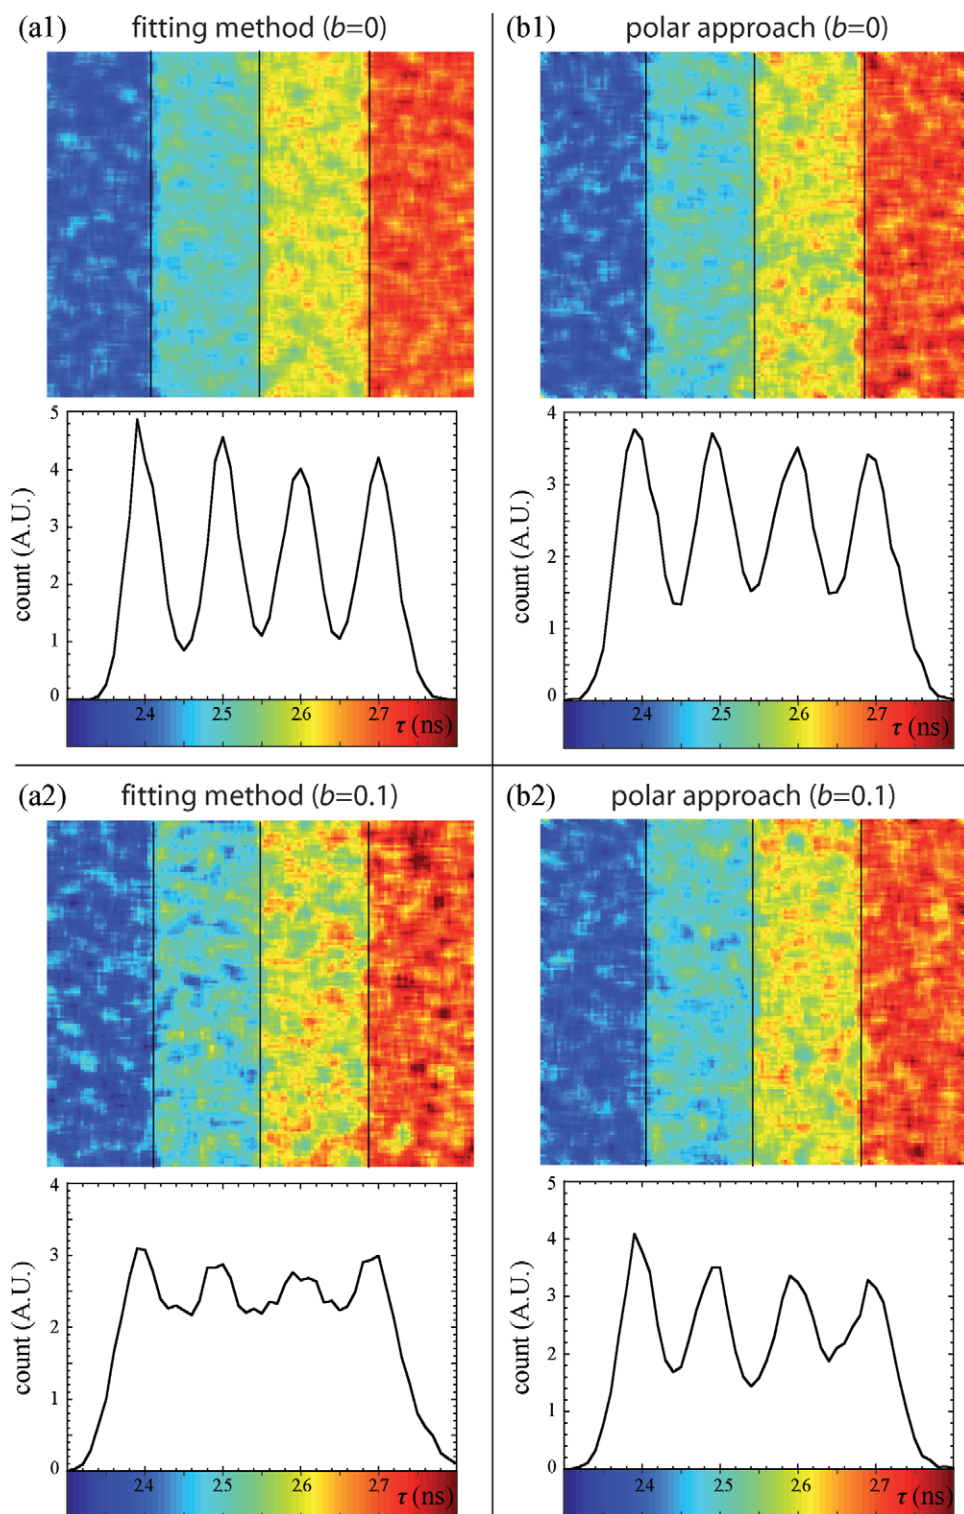 (a1) fitting method (b=0)
5
4
3
2
1
0
count (A.U.)
2.4 2.5 2.6 2.7 τ (ns)
(b1) polar approach (b=0)
4
3
2
1
0
count (A.U.)
2.4 2.5 2.6 2.7 τ (ns)
(a2) fitting method (b=0.1)
4
3
2
1
0
count (A.U.)
2.4 2.5 2.6 2.7 τ (ns)
(b2) polar approach (b=0.1)
5
4
3
2
1
0
count (A.U.)
2.4 2.5 2.6 2.7 τ (ns)